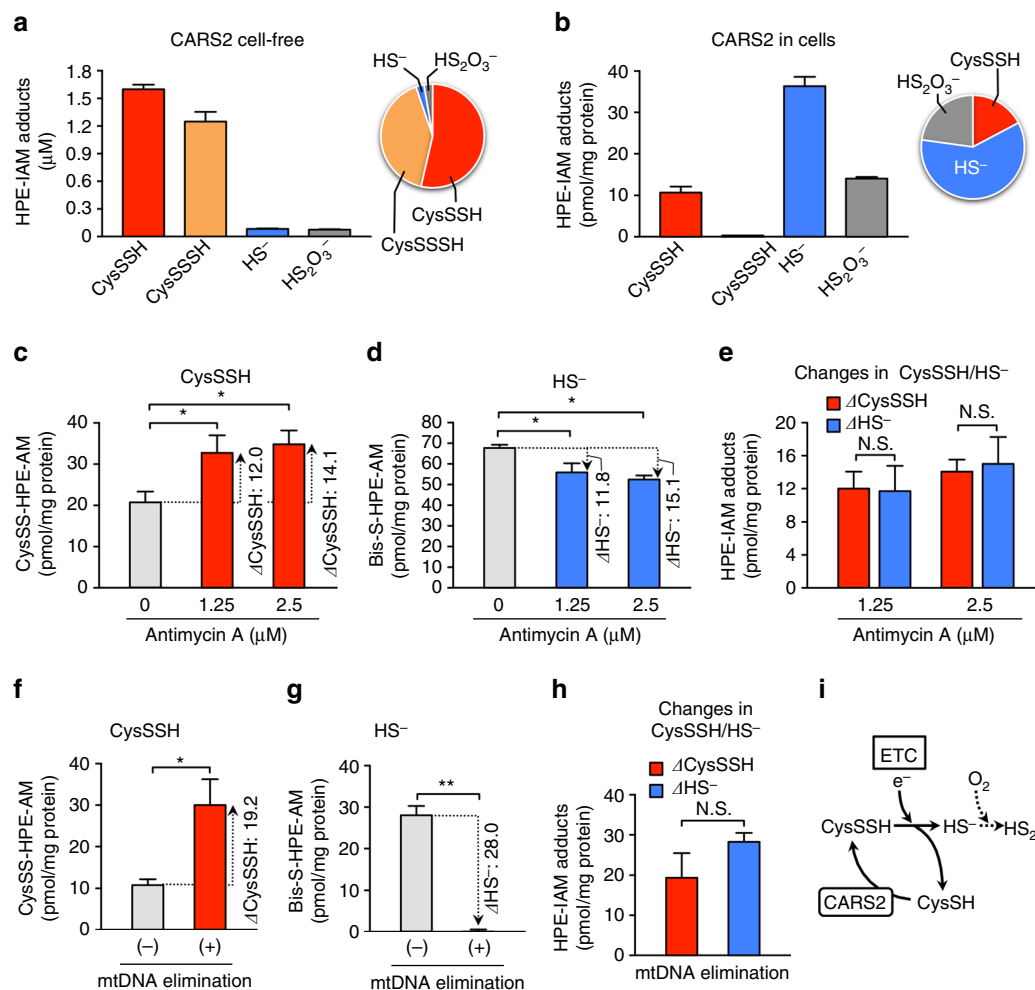 a
CARS2 cell-free
HPE-IAM adducts
(μM)
1.8
1.5
1.2
0.9
0.6
0.3
0
CysSSH
CysSSSH
HS⁻
HS₂O₃⁻
HS⁻
HS₂O₃⁻
CysSSH
CysSSSH
b
CARS2 in cells
HPE-IAM adducts
(pmol/mg protein)
40
30
20
10
0
CysSSH
CysSSSH
HS⁻
HS₂O₃⁻
CysSSH
HS₂O₃⁻
HS⁻
c
CysSSH
CysSS-HPE-AM
(pmol/mg protein)
40
30
20
10
0
*
*
ΔCysSSH: 12.0
ΔCysSSH: 14.1
0 1.25 2.5
Antimycin A (μM)
d
HS⁻
Bis-S-HPE-AM
(pmol/mg protein)
80
70
60
50
40
30
20
10
0
*
*
ΔHS⁻: 11.8
ΔHS⁻: 15.1
0 1.25 2.5
Antimycin A (μM)
e
Changes in CysSSH/HS⁻
ΔCysSSH
ΔHS⁻
N.S.
N.S.
HPE-IAM adducts
(pmol/mg protein)
20
16
12
8
4
0
1.25 2.5
Antimycin A (μM)
f
CysSSH
CysSS-HPE-AM
(pmol/mg protein)
40
30
20
10
0
*
ΔCysSSH: 19.2
(–) (+)
mtDNA elimination
g
HS⁻
Bis-S-HPE-AM
(pmol/mg protein)
40
30
20
10
0
**
ΔHS⁻: 28.0
(–) (+)
mtDNA elimination
h
Changes in
CysSSH/HS⁻
ΔCysSSH
ΔHS⁻
N.S.
HPE-IAM adducts
(pmol/mg protein)
40
30
20
10
0
mtDNA elimination
i
ETC
e⁻
O₂
CysSSH
HS⁻
HS₂
CARS2
CysSH